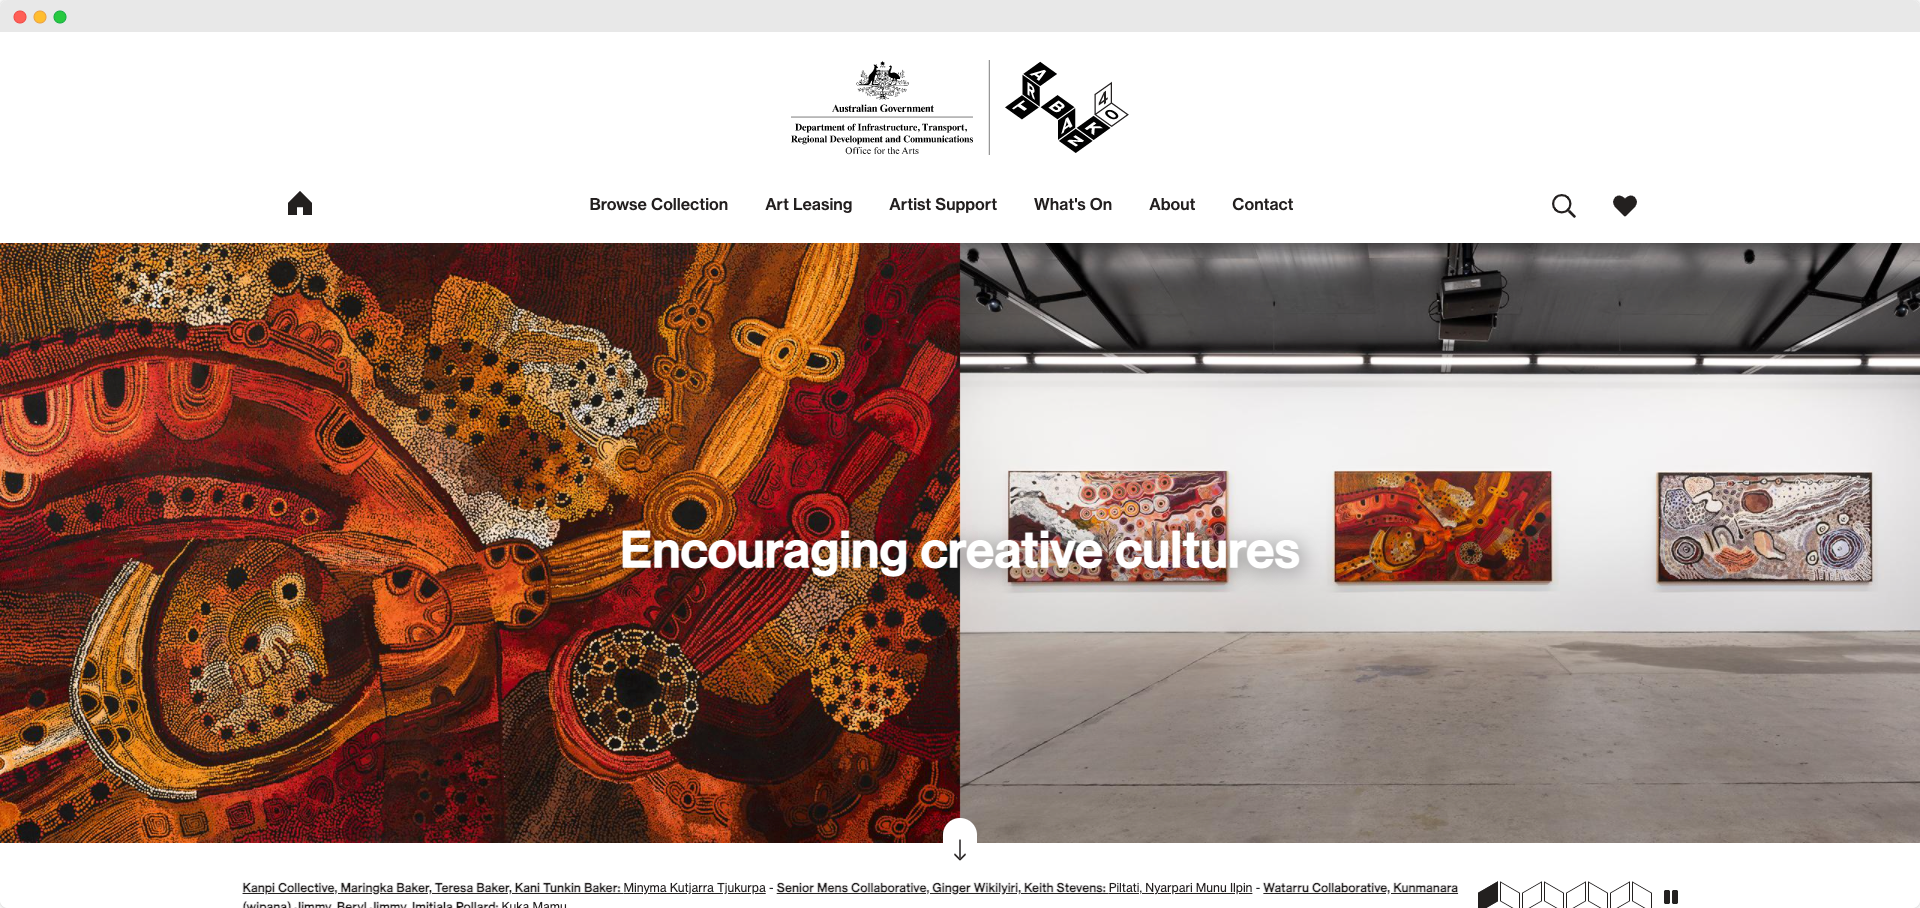 Australian Government
Department of Infrastructure, Transport,
Regional Development and Communications
Office for the Arts
ART
BANK
40
Browse Collection
Art Leasing
Artist Support
What's On
About
Contact
Encouraging creative cultures
Kanpi Collective, Maringka Baker, Teresa Baker, Kani Tunkin Baker: Minyma Kutjarra Tjukurpa - Senior Mens Collaborative, Ginger Wikilyiri, Keith Stevens: Piltati, Nyarpari Munu Ilpin - Watarru Collaborative, Kunmanara
(wipana) Jimmy, Beryl Jimmy, Imitjala Pollard: Kuka Mamu